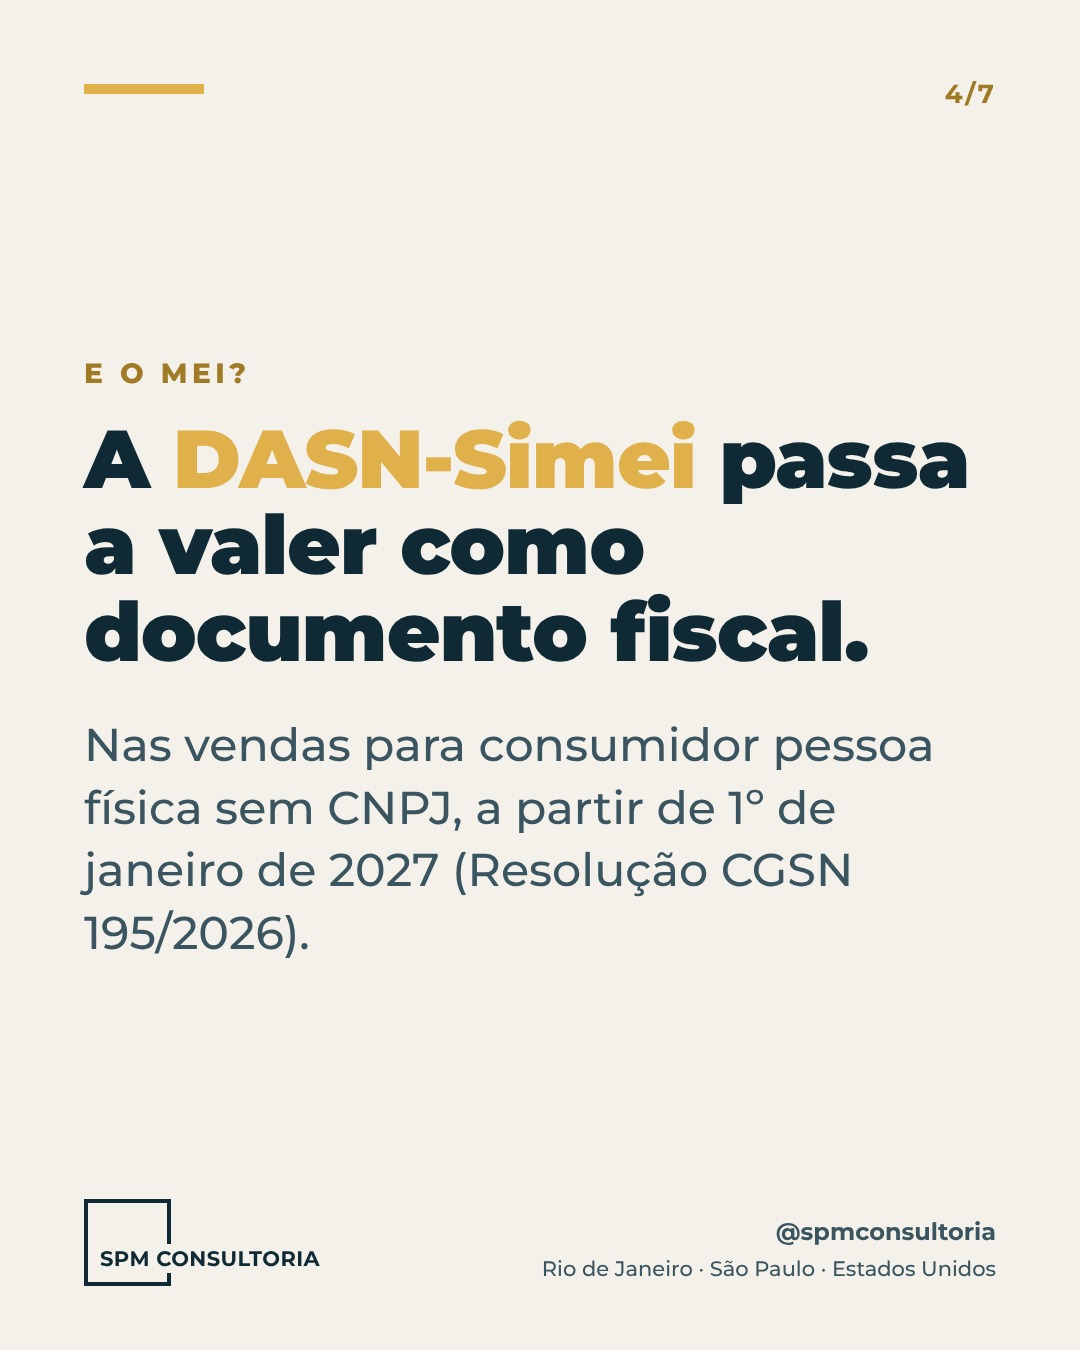 4/7
E O MEI?
A DASN-Simei passa
a valer como
documento fiscal.
Nas vendas para consumidor pessoa
física sem CNPJ, a partir de 1º de
janeiro de 2027 (Resolução CGSN
195/2026).
SPM CONSULTORIA
@spmconsultoria
Rio de Janeiro · São Paulo · Estados Unidos